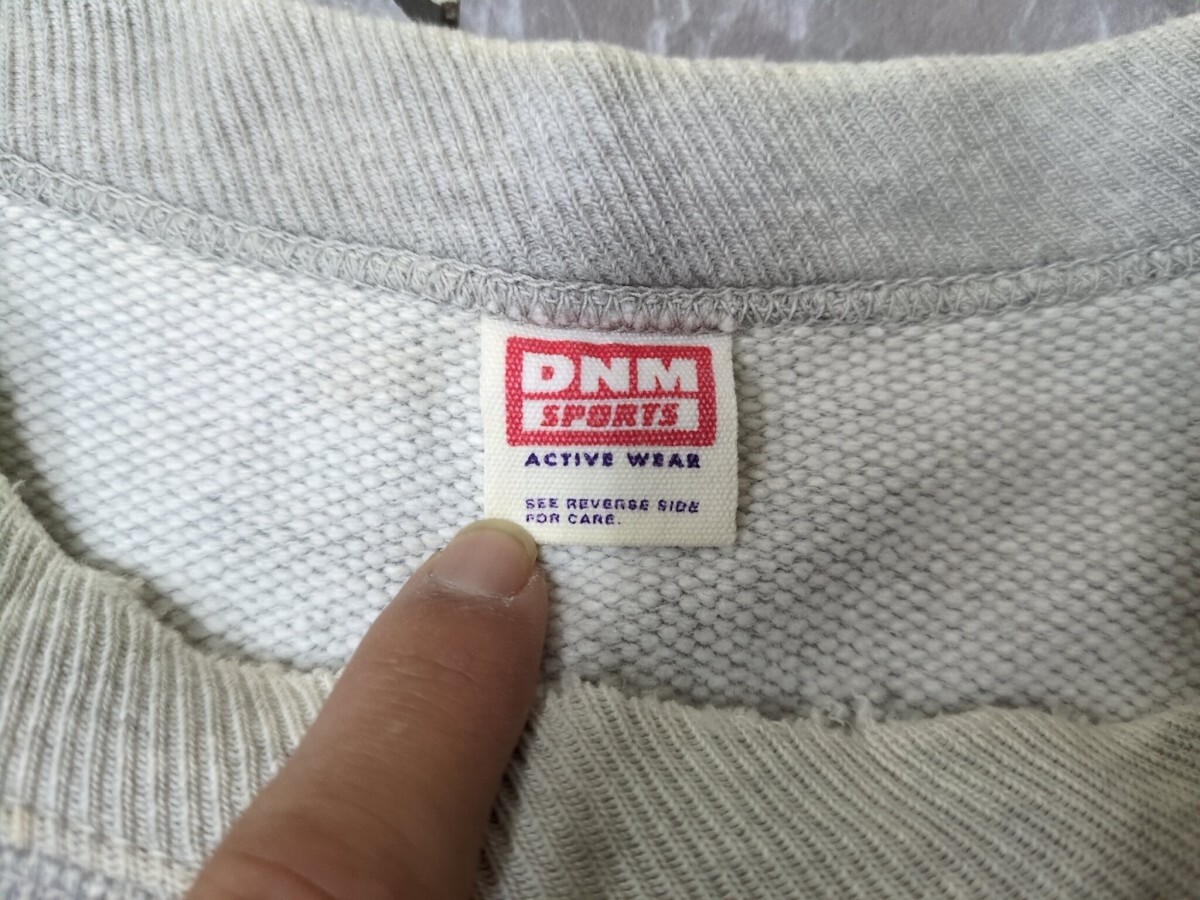 DNM
SPORTS
ACTIVE WEAR
SEE REVERSE SIDE
FOR CARE.